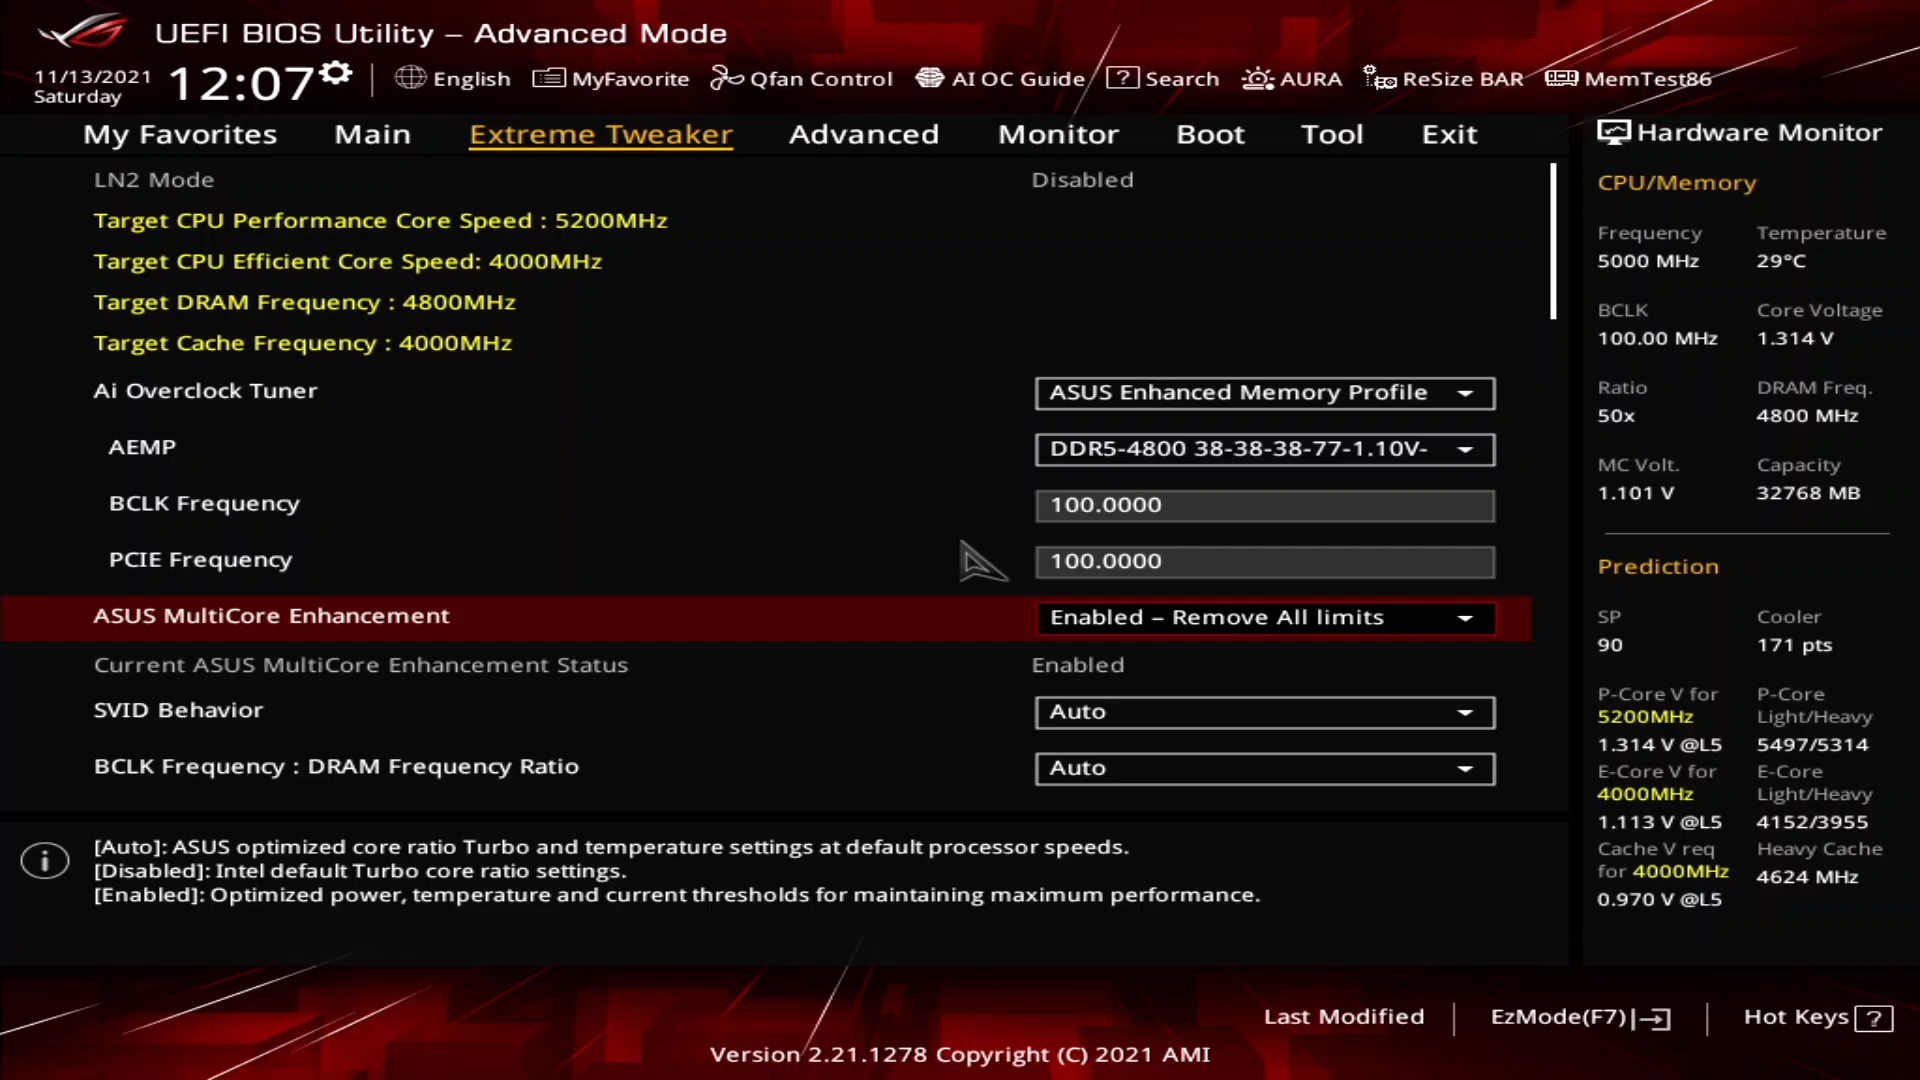 UEFI BIOS Utility – Advanced Mode
11/13/2021
Saturday
12:07
English
MyFavorite
Qfan Control
AI OC Guide
? Search
AURA
ReSize BAR
MemTest86
My Favorites
Main
Extreme Tweaker
Advanced
Monitor
Boot
Tool
Exit
LN2 Mode Disabled
Target CPU Performance Core Speed : 5200MHz
Target CPU Efficient Core Speed: 4000MHz
Target DRAM Frequency : 4800MHz
Target Cache Frequency : 4000MHz
Ai Overclock Tuner ASUS Enhanced Memory Profile
AEMP DDR5-4800 38-38-38-77-1.10V-
BCLK Frequency 100.0000
PCIE Frequency 100.0000
ASUS MultiCore Enhancement Enabled – Remove All limits
Current ASUS MultiCore Enhancement Status Enabled
SVID Behavior Auto
BCLK Frequency : DRAM Frequency Ratio Auto
[Auto]: ASUS optimized core ratio Turbo and temperature settings at default processor speeds.
[Disabled]: Intel default Turbo core ratio settings.
[Enabled]: Optimized power, temperature and current thresholds for maintaining maximum performance.
Hardware Monitor
CPU/Memory
Frequency Temperature
5000 MHz 29°C
BCLK Core Voltage
100.00 MHz 1.314 V
Ratio DRAM Freq.
50x 4800 MHz
MC Volt. Capacity
1.101 V 32768 MB
Prediction
SP Cooler
90 171 pts
P-Core V for P-Core
5200MHz Light/Heavy
1.314 V @L5 5497/5314
E-Core V for E-Core
4000MHz Light/Heavy
1.113 V @L5 4152/3955
Cache V req Heavy Cache
for 4000MHz 4624 MHz
0.970 V @L5
Last Modified
EzMode(F7)
Hot Keys ?
Version 2.21.1278 Copyright (C) 2021 AMI